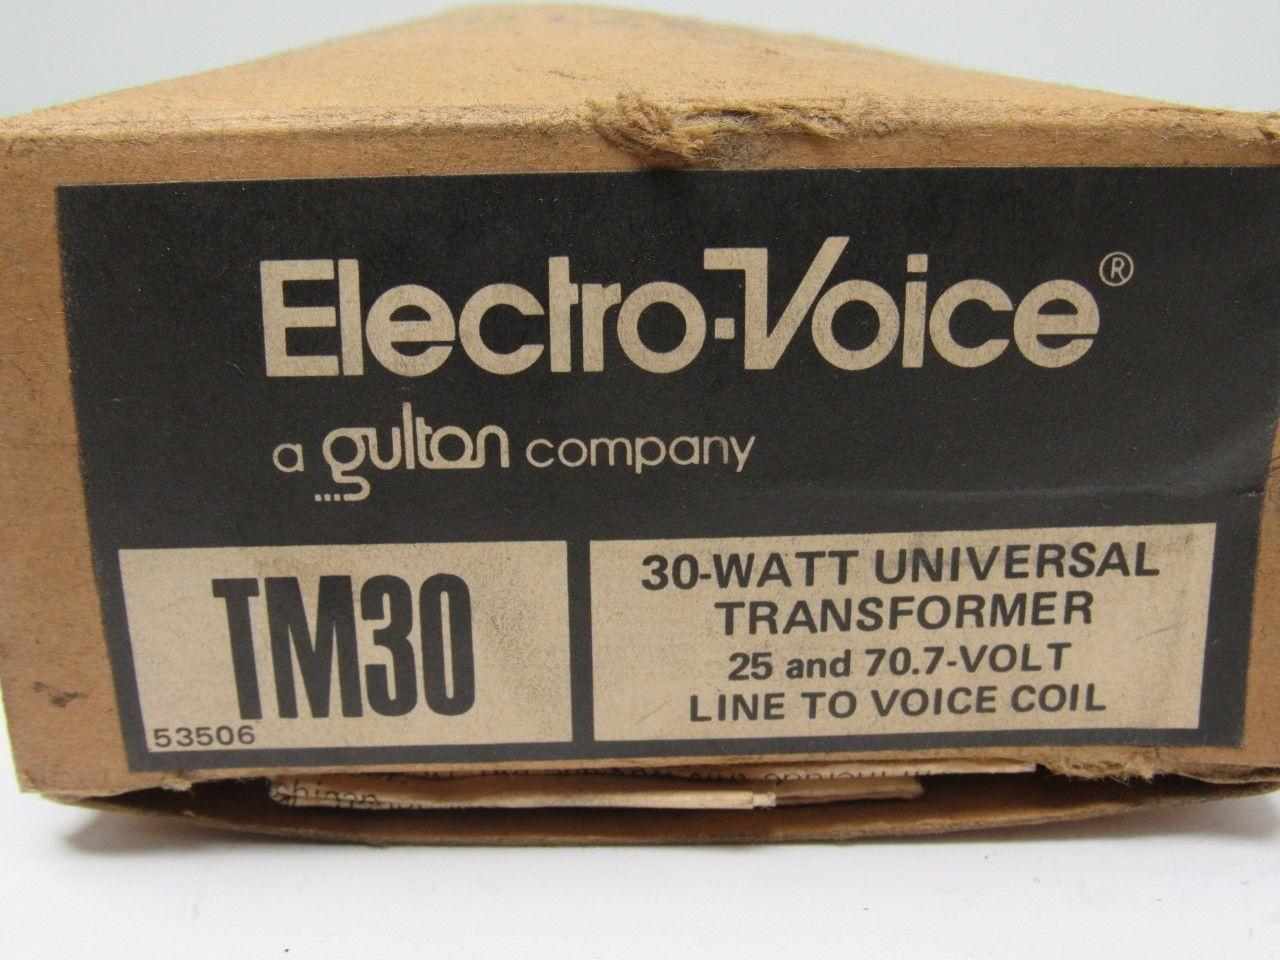 Electro-Voice®
a gulton company
TM30
53506
30-WATT UNIVERSAL
TRANSFORMER
25 and 70.7-VOLT
LINE TO VOICE COIL